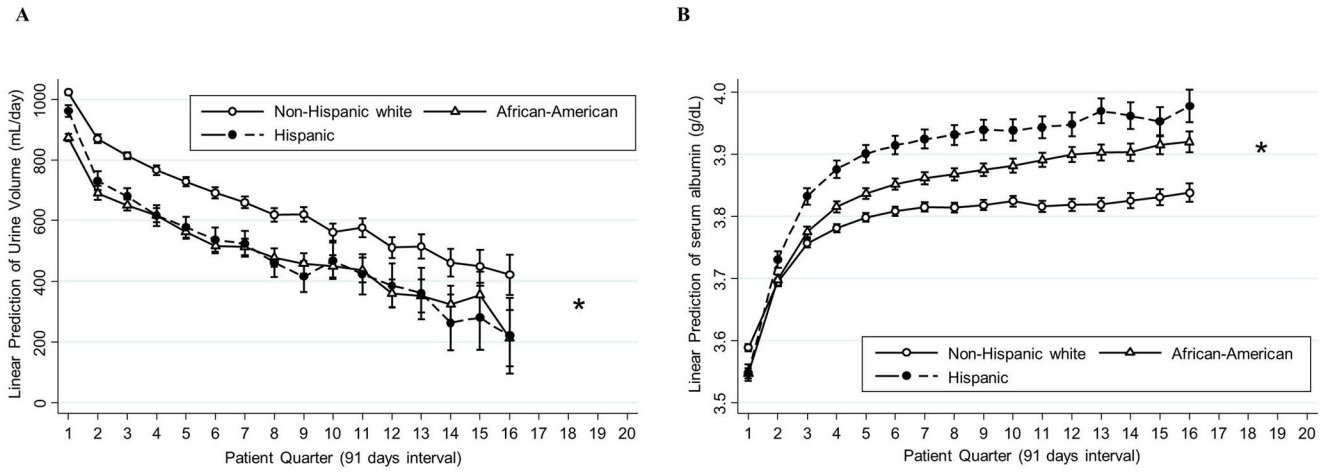 A
Linear Prediction of Urine Volume (mL/day)
1000
800
600
400
200
0
Non-Hispanic white African-American
Hispanic
*
1 2 3 4 5 6 7 8 9 10 11 12 13 14 15 16 17 18 19 20
Patient Quarter (91 days interval)
B
Linear Prediction of serum albumin (g/dL)
4.0
3.9
3.8
3.7
3.6
3.5
*
Non-Hispanic white African-American
Hispanic
1 2 3 4 5 6 7 8 9 10 11 12 13 14 15 16 17 18 19 20
Patient Quarter (91 days interval)